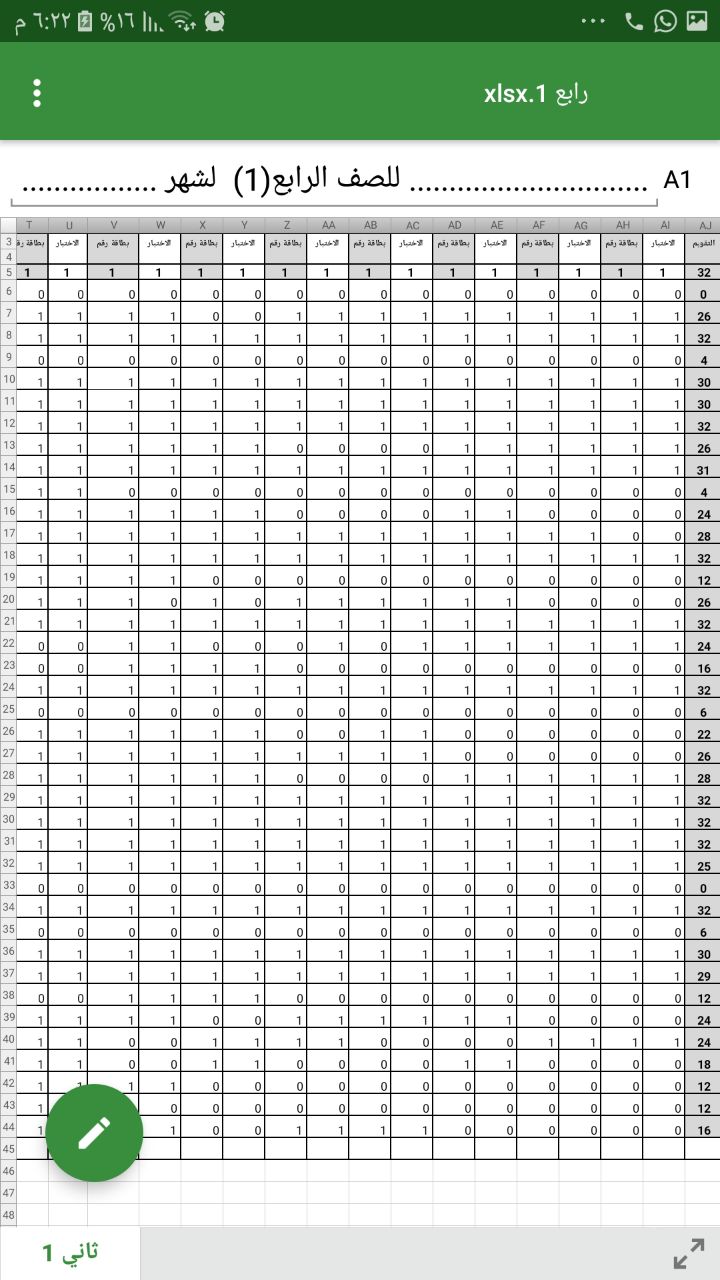 ٦:٢٢ م %١٦
رابع 1.xlsx
A1 ............................. للصف الرابع(1) لشهر .................
T U V W X Y Z AA AB AC AD AE AF AG AH AI AJ
3 بطاقة رق الاختبار بطاقة رقم الاختبار بطاقة رقم الاختبار بطاقة رقم الاختبار بطاقة رقم الاختبار بطاقة رقم الاختبار بطاقة رقم الاختبار بطاقة رقم الاختبار التقويم
4
5 1 1 1 1 1 1 1 1 1 1 1 1 1 1 1 1 32
6 0 0 0 0 0 0 0 0 0 0 0 0 0 0 0 0 0
7 1 1 1 1 0 0 1 1 1 1 1 1 1 1 1 1 26
8 1 1 1 1 1 1 1 1 1 1 1 1 1 1 1 1 32
9 0 0 0 0 0 0 0 0 0 0 0 0 0 0 0 0 4
10 1 1 1 1 1 1 1 1 1 1 1 1 1 1 1 1 30
11 1 1 1 1 1 1 1 1 1 1 1 1 1 1 1 1 30
12 1 1 1 1 1 1 1 1 1 1 1 1 1 1 1 1 32
13 1 1 1 1 1 1 0 0 0 0 1 1 1 1 1 1 26
14 1 1 1 1 1 1 1 1 1 1 1 1 1 1 1 1 31
15 1 1 0 0 0 0 0 0 0 0 0 0 0 0 0 0 4
16 1 1 1 1 1 1 0 0 0 0 1 1 0 0 0 0 24
17 1 1 1 1 1 1 1 1 1 1 1 1 1 1 0 0 28
18 1 1 1 1 1 1 1 1 1 1 1 1 1 1 1 1 32
19 1 1 1 1 0 0 0 0 0 0 0 0 0 0 0 0 12
20 1 1 1 0 1 0 1 1 1 1 1 1 0 0 0 0 26
21 1 1 1 1 1 1 1 1 1 1 1 1 1 1 1 1 32
22 0 0 1 1 0 0 0 1 0 1 1 1 1 1 1 1 24
23 0 0 1 1 1 1 0 0 0 0 0 0 0 0 0 0 16
24 1 1 1 1 1 1 1 1 1 1 1 1 1 1 1 1 32
25 0 0 0 0 0 0 0 0 0 0 0 0 0 0 0 0 6
26 1 1 1 1 1 1 0 0 1 1 0 0 0 0 0 0 22
27 1 1 1 1 1 1 1 1 1 1 0 0 0 0 0 0 26
28 1 1 1 1 1 1 0 0 0 0 1 1 1 1 1 1 28
29 1 1 1 1 1 1 1 1 1 1 1 1 1 1 1 1 32
30 1 1 1 1 1 1 1 1 1 1 1 1 1 1 1 1 32
31 1 1 1 1 1 1 1 1 1 1 1 1 1 1 1 1 32
32 1 1 1 1 1 1 1 1 1 1 1 1 1 1 1 1 25
33 0 0 0 0 0 0 0 0 0 0 0 0 0 0 0 0 0
34 1 1 1 1 1 1 1 1 1 1 1 1 1 1 1 1 32
35 0 0 0 0 0 0 0 0 0 0 0 0 0 0 0 0 6
36 1 1 1 1 1 1 1 1 1 1 1 1 1 1 1 1 30
37 1 1 1 1 1 1 1 1 1 1 1 1 1 1 1 1 29
38 0 0 1 1 1 1 0 0 0 0 0 0 0 0 0 0 12
39 1 1 1 1 0 0 1 1 1 1 1 1 0 0 0 0 24
40 1 1 0 0 1 1 1 1 0 0 0 0 1 1 1 1 24
41 1 1 0 0 1 1 0 0 0 0 1 1 0 0 0 0 18
42 1 1 1 1 0 0 0 0 0 0 0 0 0 0 0 0 12
43 1 0 0 0 0 0 0 0 0 0 0 0 0 0 12
44 1 1 0 0 1 1 1 1 0 0 0 0 0 0 16
45
46
47
48
ثاني 1